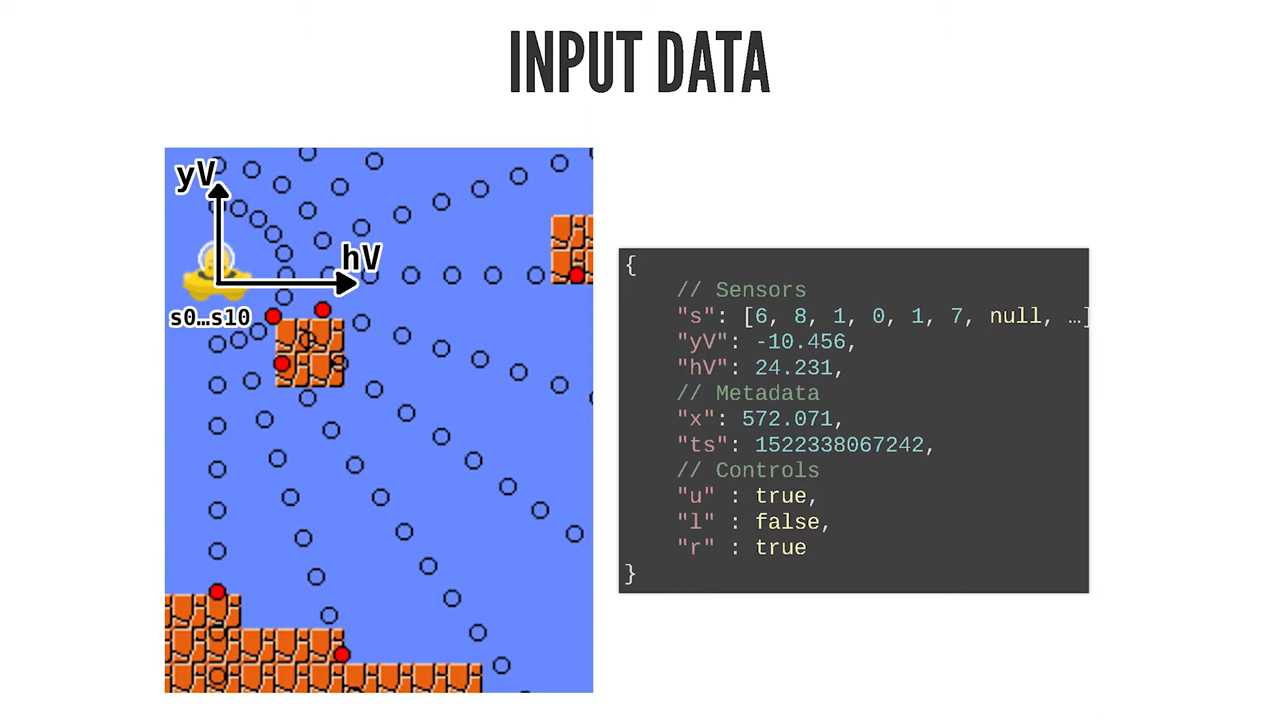 INPUT DATA
yV
hV
s0…s10
{
// Sensors
"s": [6, 8, 1, 0, 1, 7, null, …]
"yV": -10.456,
"hV": 24.231,
// Metadata
"x": 572.071,
"ts": 1522338067242,
// Controls
"u" : true,
"l" : false,
"r" : true
}